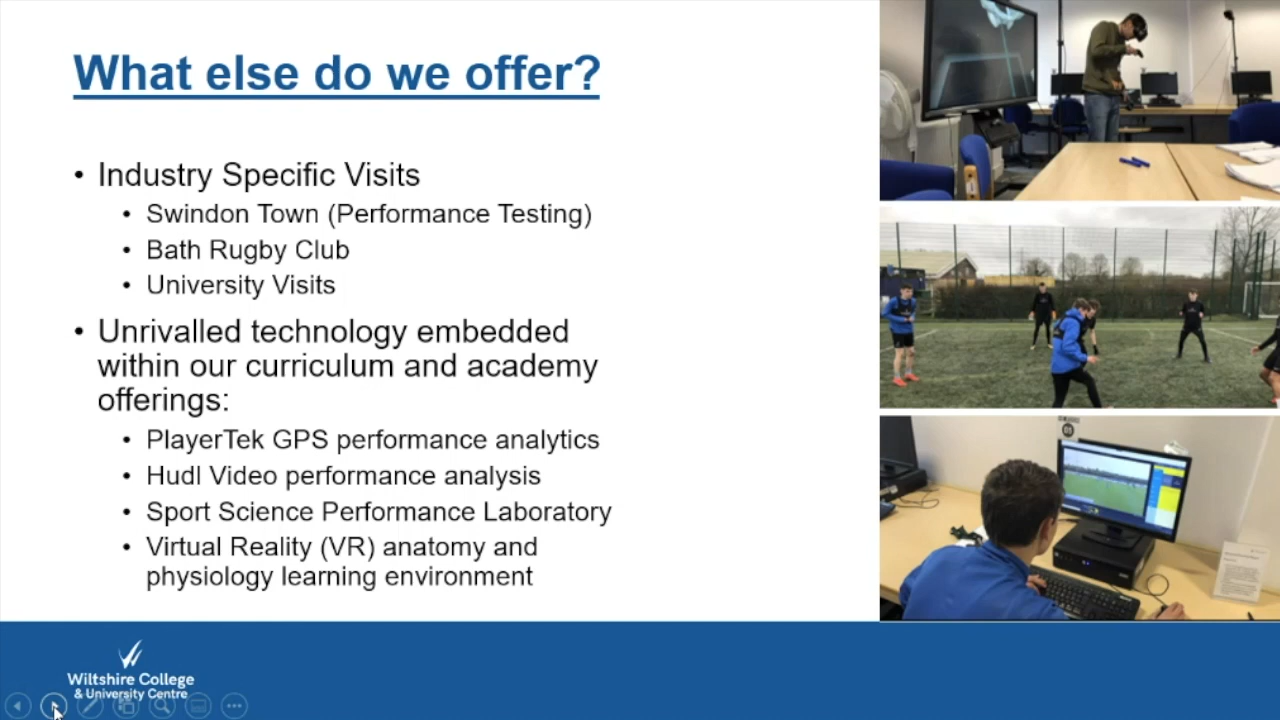 What else do we offer?
• Industry Specific Visits
• Swindon Town (Performance Testing)
• Bath Rugby Club
• University Visits
• Unrivalled technology embedded
within our curriculum and academy
offerings:
• PlayerTek GPS performance analytics
• Hudl Video performance analysis
• Sport Science Performance Laboratory
• Virtual Reality (VR) anatomy and
physiology learning environment
Wiltshire College
& University Centre